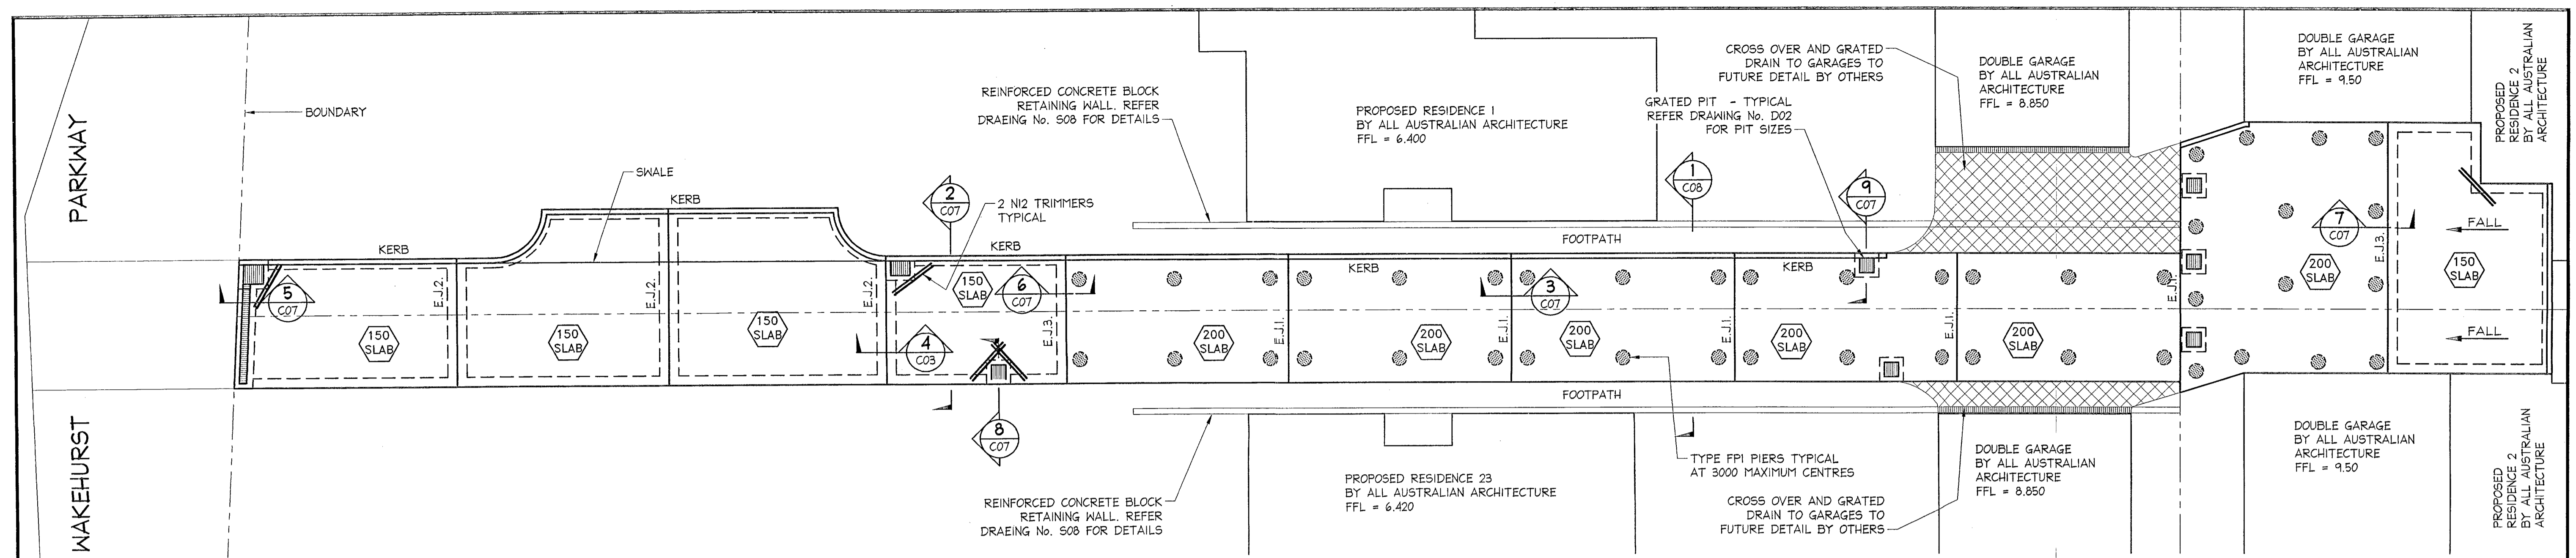 PARKWAY
WAKEHURST
BOUNDARY
SWALE
KERB
KERB
KERB
KERB
KERB
2
C07
2 N12 TRIMMERS
TYPICAL
REINFORCED CONCRETE BLOCK
RETAINING WALL. REFER
DRAEING No. S08 FOR DETAILS
PROPOSED RESIDENCE 1
BY ALL AUSTRALIAN ARCHITECTURE
FFL = 6.400
CROSS OVER AND GRATED
DRAIN TO GARAGES TO
FUTURE DETAIL BY OTHERS
GRATED PIT - TYPICAL
REFER DRAWING No. D02
FOR PIT SIZES
1
C08
9
C07
DOUBLE GARAGE
BY ALL AUSTRALIAN
ARCHITECTURE
FFL = 8.850
DOUBLE GARAGE
BY ALL AUSTRALIAN
ARCHITECTURE
FFL = 9.50
PROPOSED
RESIDENCE 2
BY ALL AUSTRALIAN
ARCHITECTURE
FOOTPATH
5
C07
150
SLAB
E.J.2.
150
SLAB
E.J.2.
150
SLAB
E.J.2.
150
SLAB
6
C07
4
C03
E.J.3.
200
SLAB
E.J.1.
200
SLAB
E.J.1.
3
C07
200
SLAB
E.J.1.
200
SLAB
E.J.1.
200
SLAB
E.J.1.
200
SLAB
7
C07
E.J.3.
150
SLAB
FALL
FALL
FOOTPATH
8
C07
REINFORCED CONCRETE BLOCK
RETAINING WALL. REFER
DRAEING No. S08 FOR DETAILS
PROPOSED RESIDENCE 23
BY ALL AUSTRALIAN ARCHITECTURE
FFL = 6.420
TYPE FP1 PIERS TYPICAL
AT 3000 MAXIMUM CENTRES
CROSS OVER AND GRATED
DRAIN TO GARAGES TO
FUTURE DETAIL BY OTHERS
DOUBLE GARAGE
BY ALL AUSTRALIAN
ARCHITECTURE
FFL = 8.850
DOUBLE GARAGE
BY ALL AUSTRALIAN
ARCHITECTURE
FFL = 9.50
PROPOSED
RESIDENCE 2
BY ALL AUSTRALIAN
ARCHITECTURE